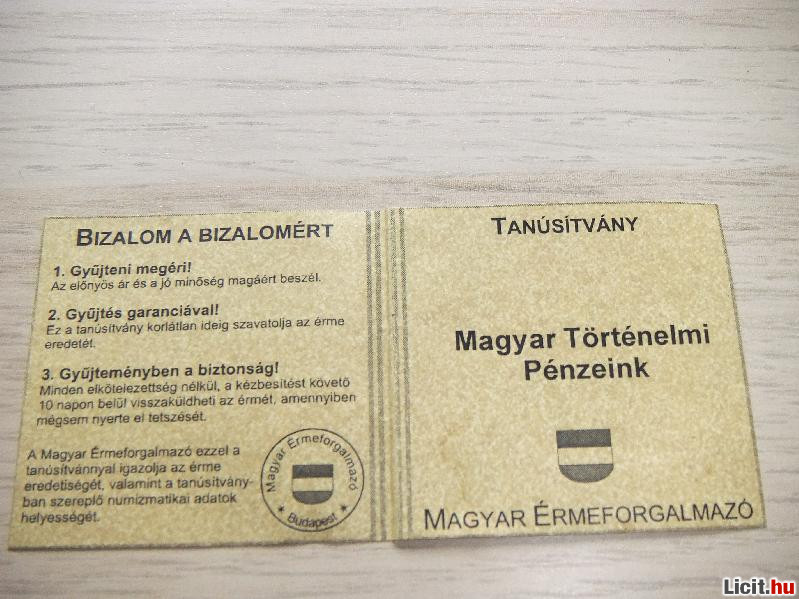 BIZALOM A BIZALOMÉRT
1. Gyűjteni megéri!
Az előnyös ár és a jó minőség magáért beszél.
2. Gyűjtés garanciával!
Ez a tanúsítvány korlátlan ideig szavatolja az érme
eredetét.
3. Gyűjteményben a biztonság!
Minden elkötelezettség nélkül, a kézbesítést követő
10 napon belül visszaküldheti az érmét, amennyiben
mégsem nyerte el tetszését.
A Magyar Érmeforgalmazó ezzel a
tanúsítvánnyal igazolja az érme
eredetiségét, valamint a tanúsítvány-
ban szereplő numizmatikai adatok
helyességét.
Magyar Érmeforgalmazó
★ Budapest ★
TANÚSÍTVÁNY
Magyar Történelmi
Pénzeink
MAGYAR ÉRMEFORGALMAZÓ
Licit.hu